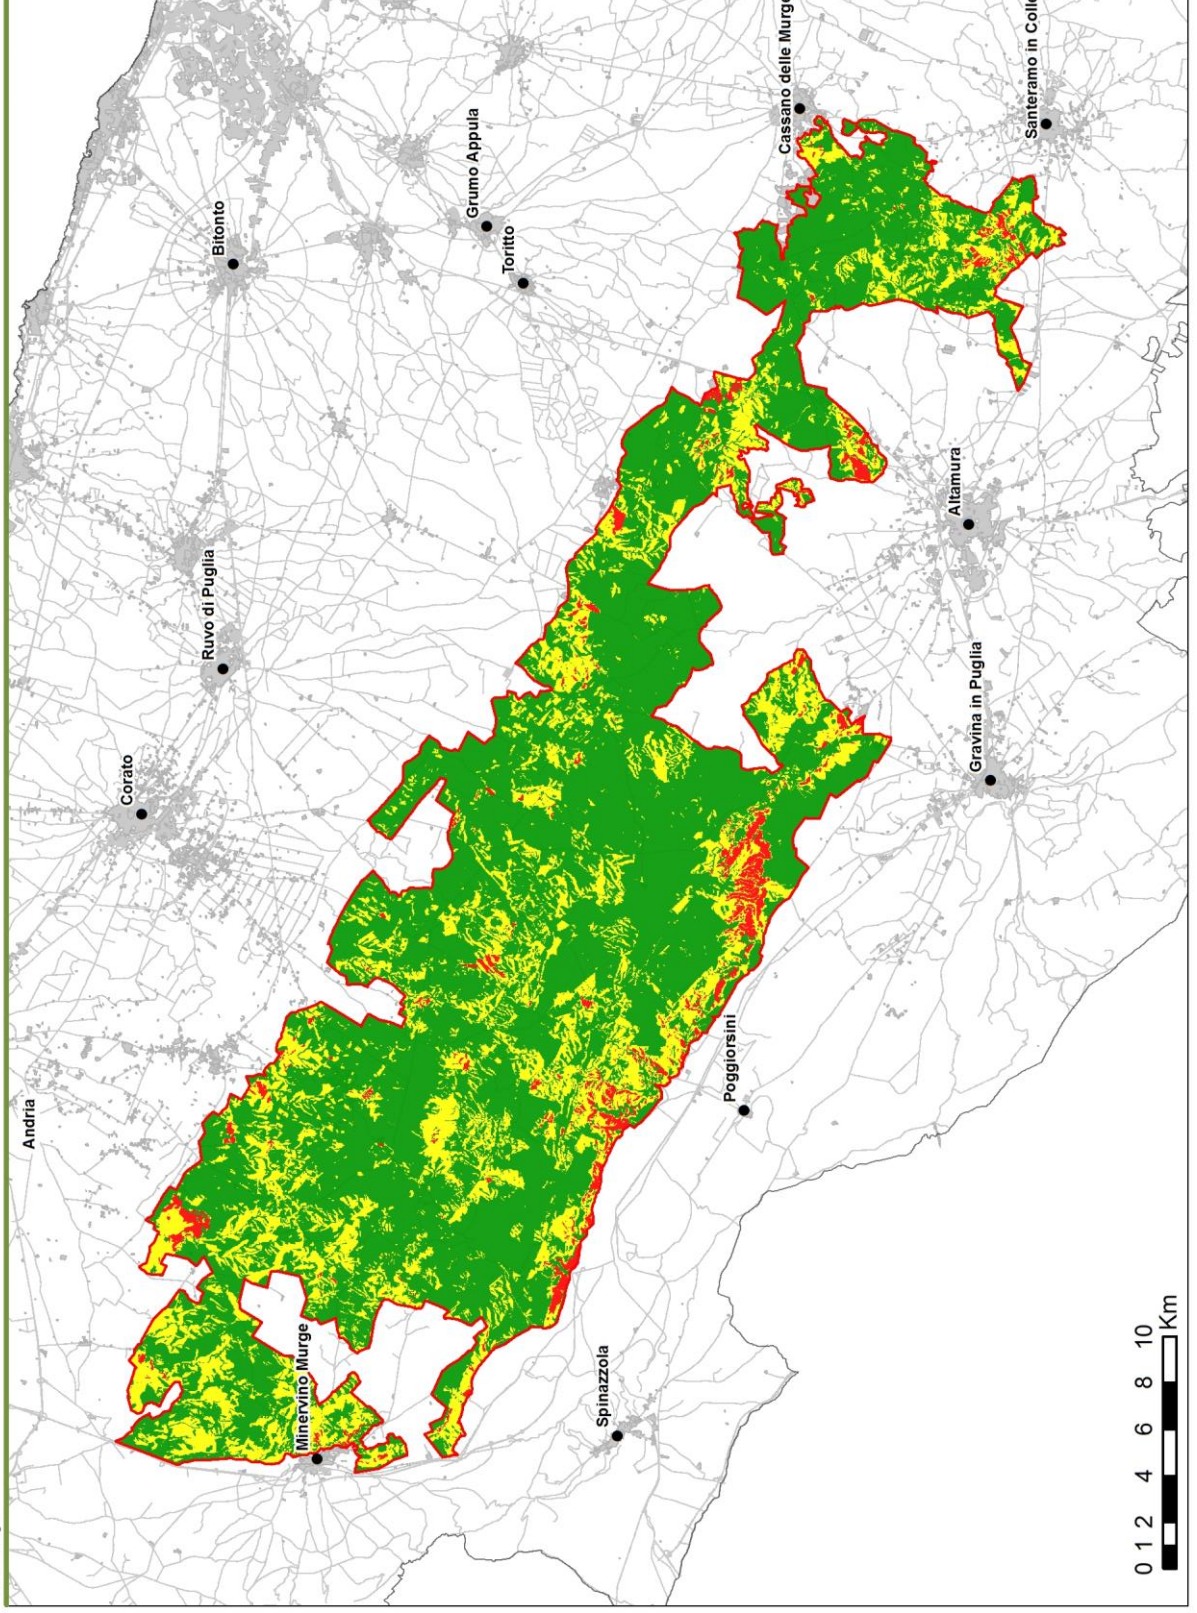 Andria
Corato
Ruvo di Puglia
Bitonto
Minervino Murge
Grumo Appula
Toritto
Spinazzola
Poggiorsini
Cassano delle Murge
Altamura
Gravina in Puglia
Santeramo in Colle
0 1 2 4 6 8 10
Km